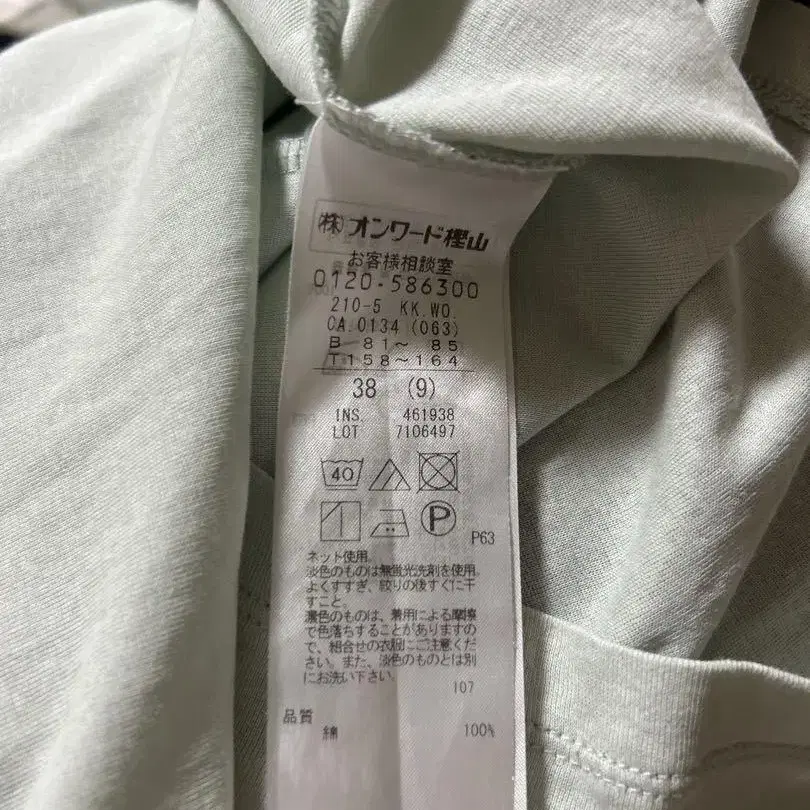 (株)オンワード樫山
お客様相談室
0120-586300
210-5 KK.WO.
CA.0134 (063)
B 81～ 85
T158～164
38 (9)
INS. 461938
LOT 7106497
40
P
P63
ネット使用。
淡色のものは無蛍光洗剤を使用。
よくすすぎ、絞りの後すぐに干
すこと。
濃色のものは、着用による摩擦
で色落ちすることがありますの
で、組合せの衣服にご注意くだ
さい。また、淡色のものとは別
にお洗い下さい。
107
品質
綿 100%